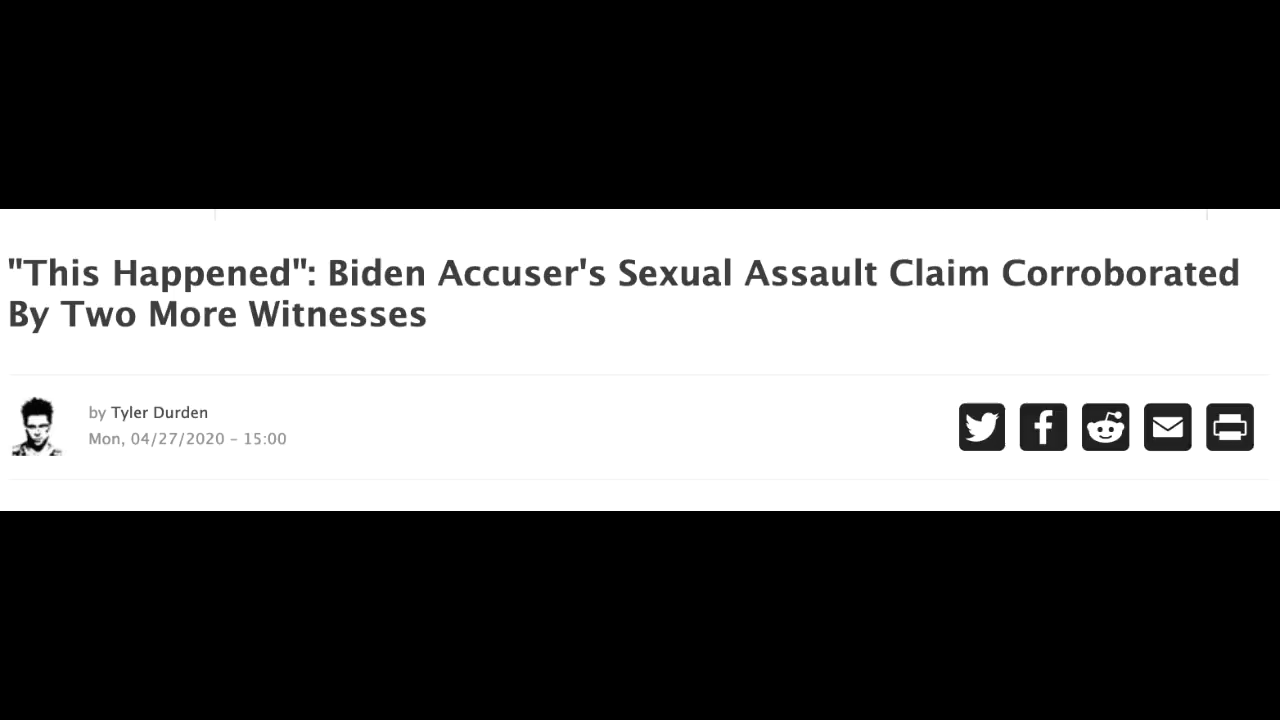 "This Happened": Biden Accuser's Sexual Assault Claim Corroborated
By Two More Witnesses
by Tyler Durden
Mon, 04/27/2020 – 15:00